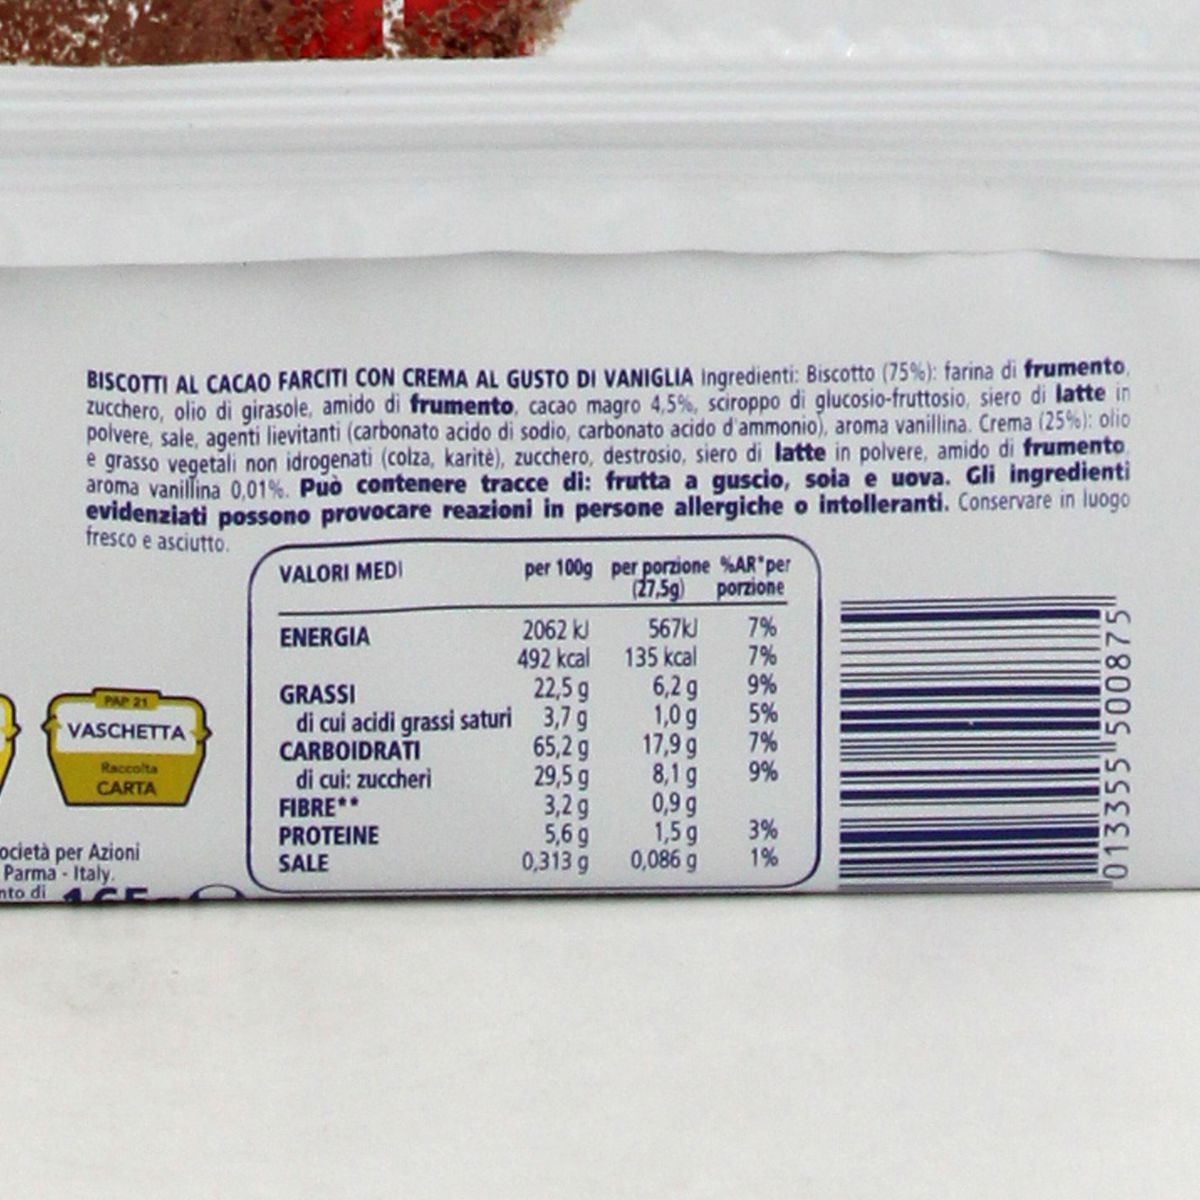 BISCOTTI AL CACAO FARCITI CON CREMA AL GUSTO DI VANIGLIA Ingredienti: Biscotto (75%): farina di frumento,
zucchero, olio di girasole, amido di frumento, cacao magro 4,5%, sciroppo di glucosio-fruttosio, siero di latte in
polvere, sale, agenti lievitanti (carbonato acido di sodio, carbonato acido d'ammonio), aroma vanillina. Crema (25%): olio
e grasso vegetali non idrogenati (colza, karitè), zucchero, destrosio, siero di latte in polvere, amido di frumento,
aroma vanillina 0,01%. Può contenere tracce di: frutta a guscio, soia e uova. Gli ingredienti
evidenziati possono provocare reazioni in persone allergiche o intolleranti. Conservare in luogo
fresco e asciutto.
VALORI MEDI per 100g per porzione (27,5g) %AR* per porzione
ENERGIA 2062 kJ 567kJ 7%
492 kcal 135 kcal 7%
GRASSI 22,5 g 6,2 g 9%
di cui acidi grassi saturi 3,7 g 1,0 g 5%
CARBOIDRATI 65,2 g 17,9 g 7%
di cui: zuccheri 29,5 g 8,1 g 9%
FIBRE** 3,2 g 0,9 g
PROTEINE 5,6 g 1,5 g 3%
SALE 0,313 g 0,086 g 1%
PAP 21
VASCHETTA
Raccolta
CARTA
ocietà per Azioni
Parma - Italy.
nto di
013355 500875